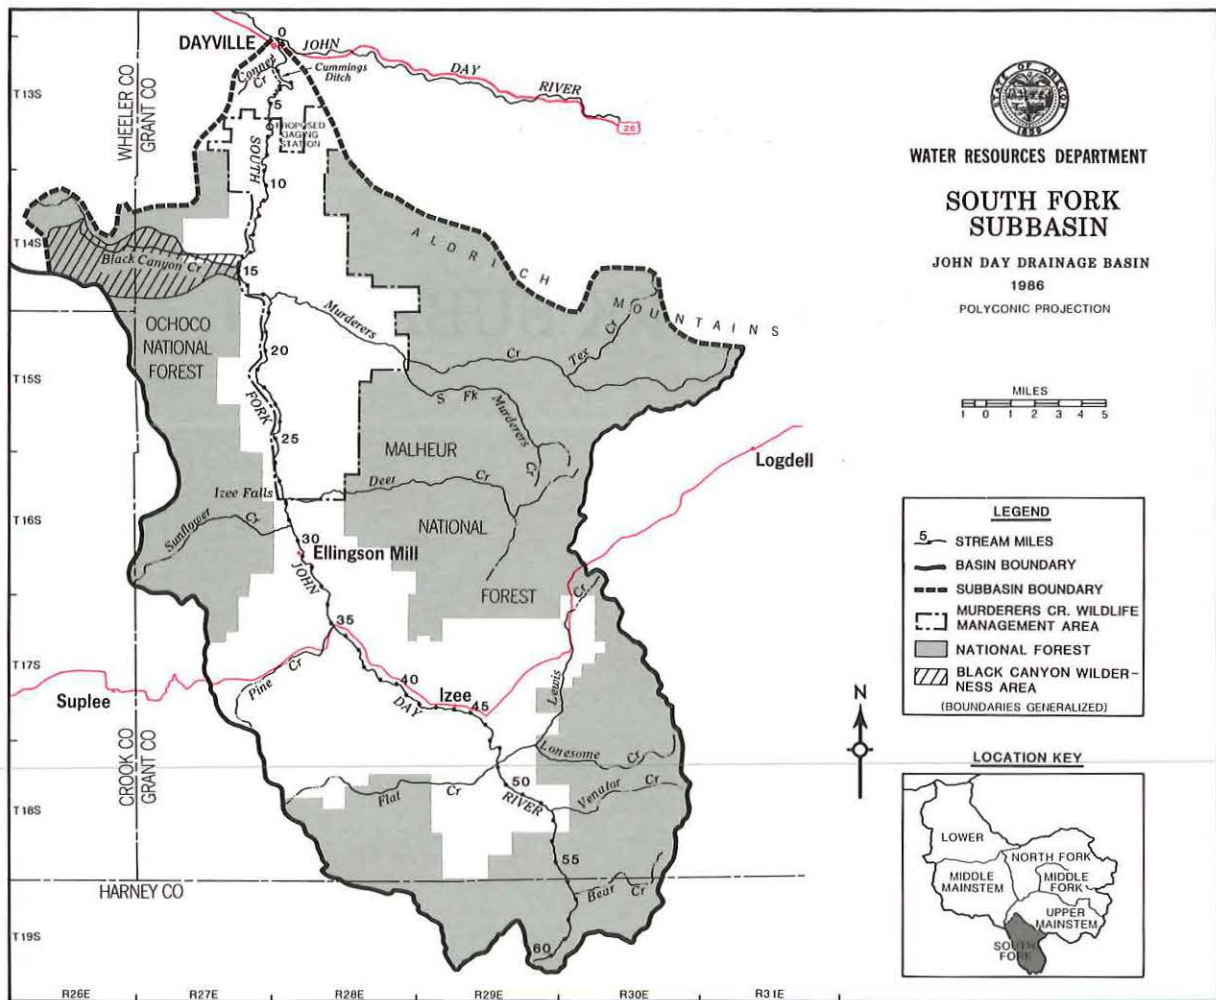 DAYVILLE
0
JOHN
DAY
RIVER
26
Conner
Cr
Cummings
Ditch
5
PROPOSED
GAGING
STATION
T13S
WHEELER CO
GRANT CO
SOUTH
10
T14S
Black Canyon Cr
15
ALDRICH
MOUNTAINS
OCHOCO
NATIONAL
FOREST
Murderers
Cr
Tex
Cr
20
T15S
S Fk
Murderers
Cr
FORK
25
MALHEUR
NATIONAL
FOREST
Logdell
Izee Falls
Deer
Cr
T16S
Sunflower
Cr
30
Ellingson Mill
JOHN
35
T17S
Pine
Cr
Suplee
40
DAY
Izee
45
Lewis
Cr
Lonesome
Cr
CROOK CO
GRANT CO
50
RIVER
Venator
Cr
Flat
Cr
T18S
55
HARNEY CO
Bear
Cr
T19S
60
R26E
R27E
R28E
R29E
R30E
R31E
STATE OF OREGON
1859
WATER RESOURCES DEPARTMENT
SOUTH FORK
SUBBASIN
JOHN DAY DRAINAGE BASIN
1986
POLYCONIC PROJECTION
MILES
1 0 1 2 3 4 5
LEGEND
5 STREAM MILES
BASIN BOUNDARY
SUBBASIN BOUNDARY
MURDERERS CR. WILDLIFE
MANAGEMENT AREA
NATIONAL FOREST
BLACK CANYON WILDER-
NESS AREA
(BOUNDARIES GENERALIZED)
N
LOCATION KEY
LOWER
NORTH FORK
MIDDLE
MAINSTEM
MIDDLE
FORK
UPPER
MAINSTEM
SOUTH
FORK